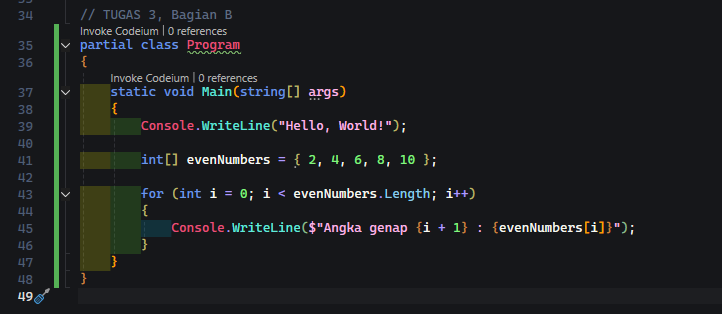 34 // TUGAS 3, Bagian B
Invoke Codeium | 0 references
35 partial class Program
36 {
Invoke Codeium | 0 references
37 static void Main(string[] args)
38 {
39 Console.WriteLine("Hello, World!");
40
41 int[] evenNumbers = { 2, 4, 6, 8, 10 };
42
43 for (int i = 0; i < evenNumbers.Length; i++)
44 {
45 Console.WriteLine($"Angka genap {i + 1} : {evenNumbers[i]}");
46 }
47 }
48 }
49